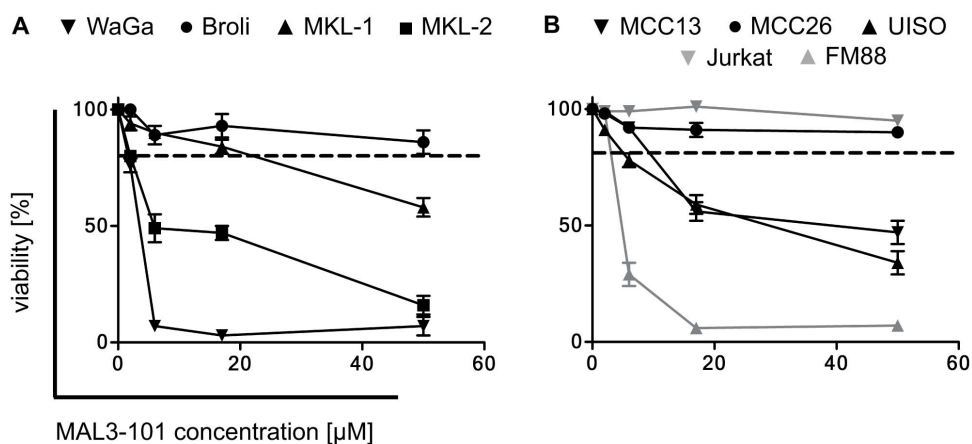 A WaGa Broli MKL-1 MKL-2
B MCC13 MCC26 UISO
Jurkat FM88
viability [%]
100
50
0
0 20 40 60
100
50
0
0 20 40 60
MAL3-101 concentration [µM]